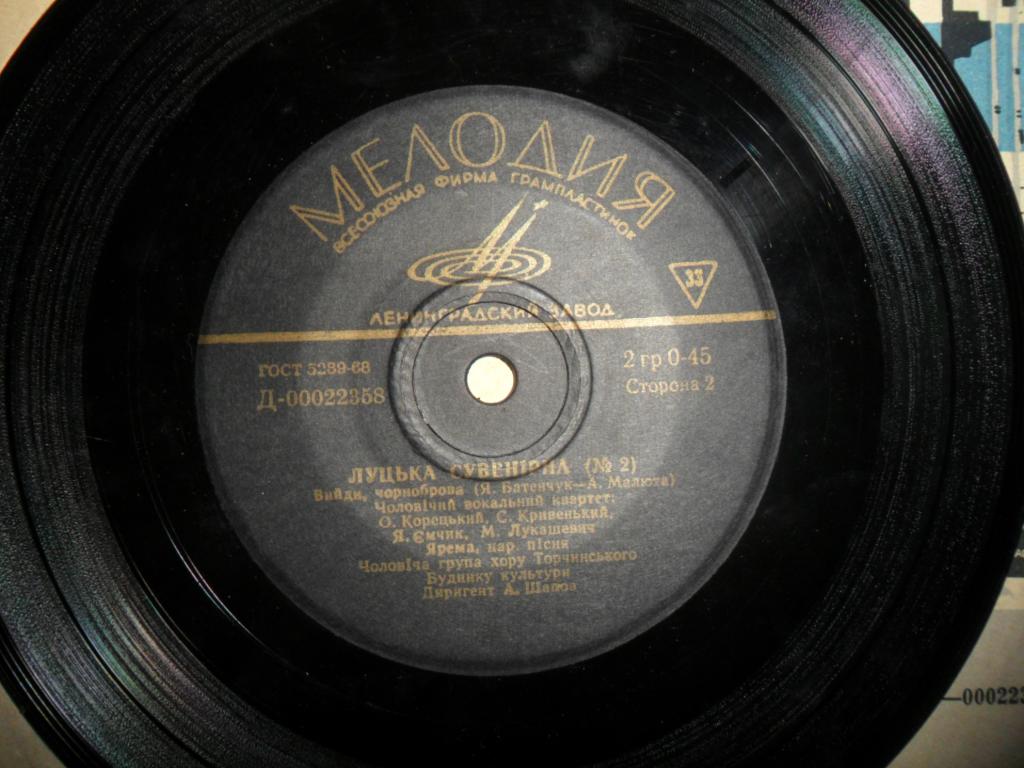 МЕЛОДИЯ
ВСЕСОЮЗНАЯ ФИРМА ГРАМПЛАСТИНОК
33
ЛЕНИНГРАДСКИЙ ЗАВОД
ГОСТ 5289-68
2 гр 0-45
Д-00022358
Сторона 2
ЛУЦЬКА СУВЕНІРНА (№ 2)
Вийди, чорноброва (Я. Батенчук—А. Малюта)
Чоловічий вокальний квартет:
О. Корецький, С. Кривенький,
Я. Ємчик, М. Лукашевич
Ярема, нар. пісня
Чоловіча група хору Торчинського
Будинку культури
Диригент А.
—000223